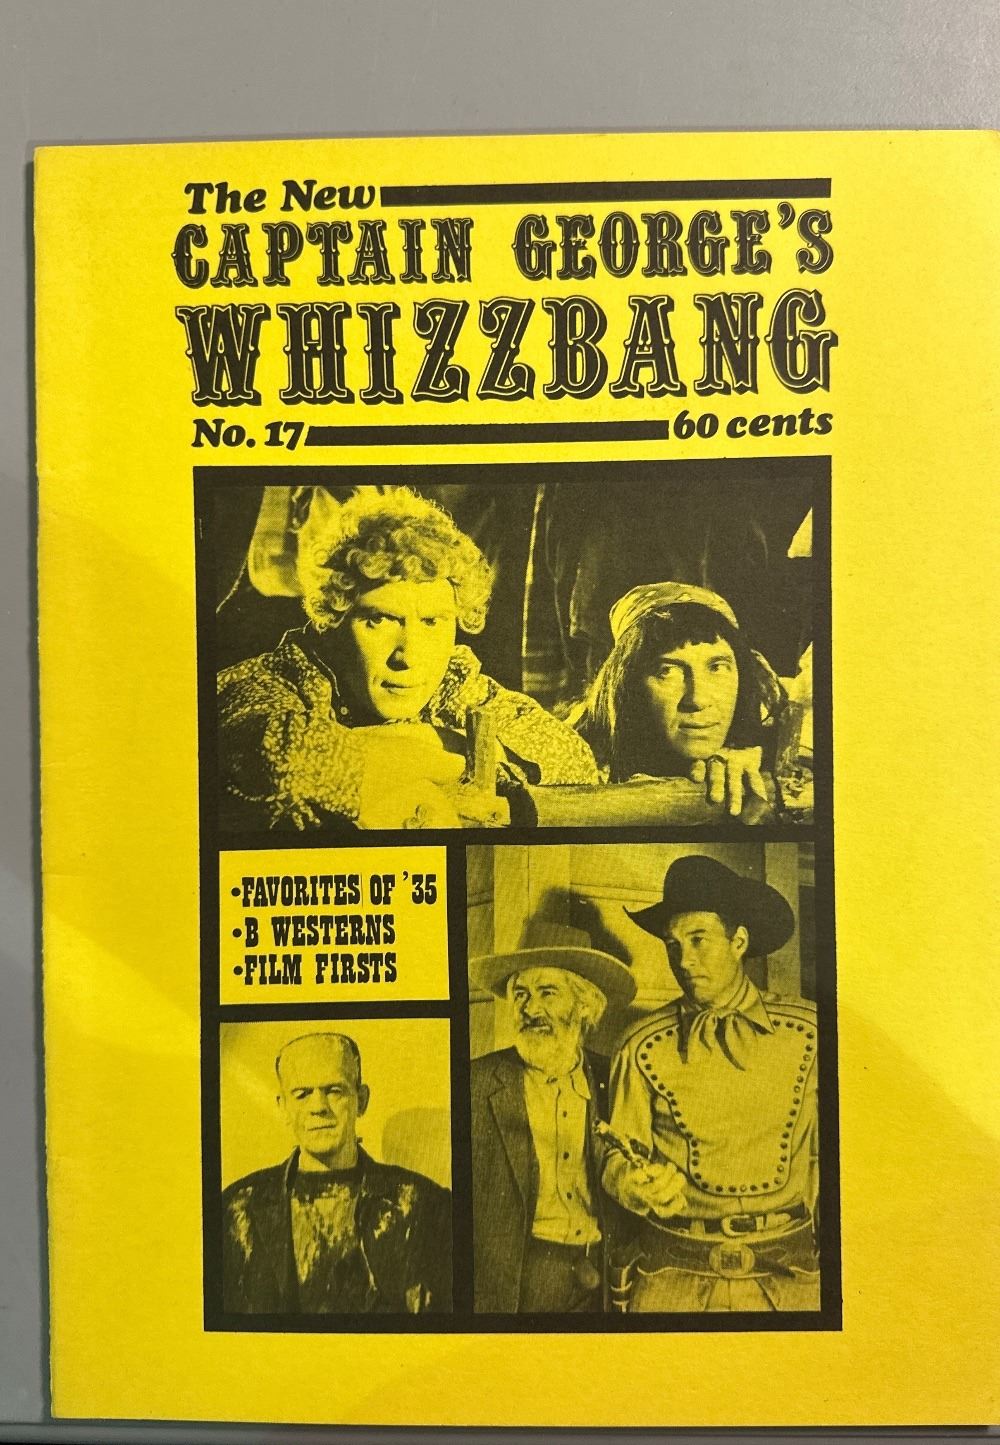 The New
CAPTAIN GEORGE'S
WHIZZBANG
No. 17 60 cents
•FAVORITES OF '35
•B WESTERNS
•FILM FIRSTS